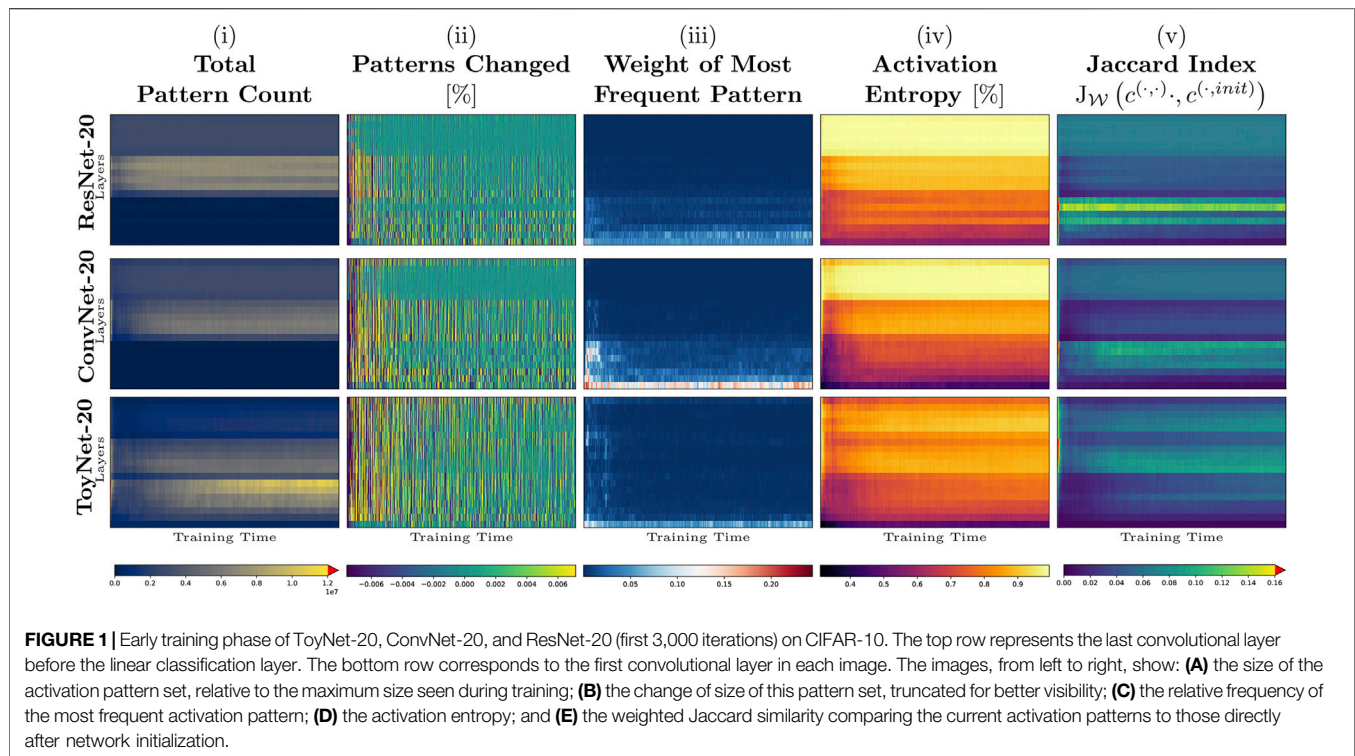 (i) (ii) (iii) (iv) (v)
Total Patterns Changed Weight of Most Activation Jaccard Index
Pattern Count [%] Frequent Pattern Entropy [%] J𝒲 (c^(·,·)·, c^(·,init))
ResNet-20
Layers
ConvNet-20
Layers
ToyNet-20
Layers
Training Time Training Time Training Time Training Time Training Time
0.0 0.2 0.4 0.6 0.8 1.0 1.2
1e7
−0.006 −0.004 −0.002 0.000 0.002 0.004 0.006
0.05 0.10 0.15 0.20
0.4 0.5 0.6 0.7 0.8 0.9
0.00 0.02 0.04 0.06 0.08 0.10 0.12 0.14 0.16
FIGURE 1 | Early training phase of ToyNet-20, ConvNet-20, and ResNet-20 (first 3,000 iterations) on CIFAR-10. The top row represents the last convolutional layer
before the linear classification layer. The bottom row corresponds to the first convolutional layer in each image. The images, from left to right, show: (A) the size of the
activation pattern set, relative to the maximum size seen during training; (B) the change of size of this pattern set, truncated for better visibility; (C) the relative frequency of
the most frequent activation pattern; (D) the activation entropy; and (E) the weighted Jaccard similarity comparing the current activation patterns to those directly
after network initialization.